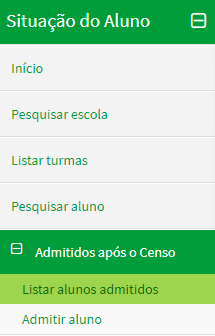 Situação do Aluno
Início
Pesquisar escola
Listar turmas
Pesquisar aluno
Admitidos após o Censo
Listar alunos admitidos
Admitir aluno